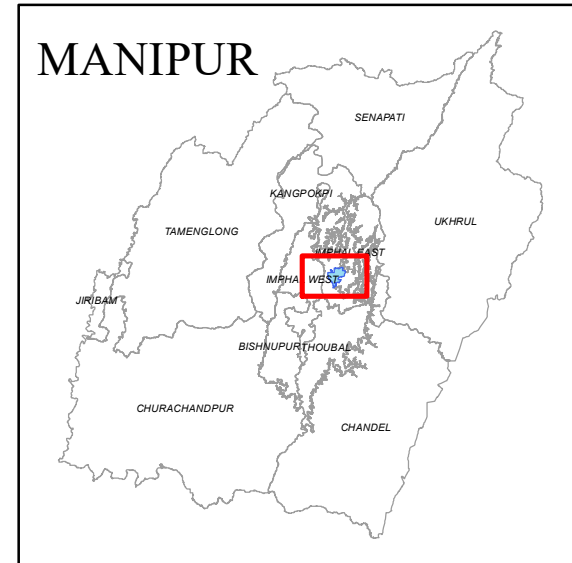 MANIPUR
SENAPATI
KANGPOKPI
UKHRUL
TAMENGLONG
IMPHAL EAST
IMPHAL WEST
JIRIBAM
BISHNUPUR
THOUBAL
CHURACHANDPUR
CHANDEL